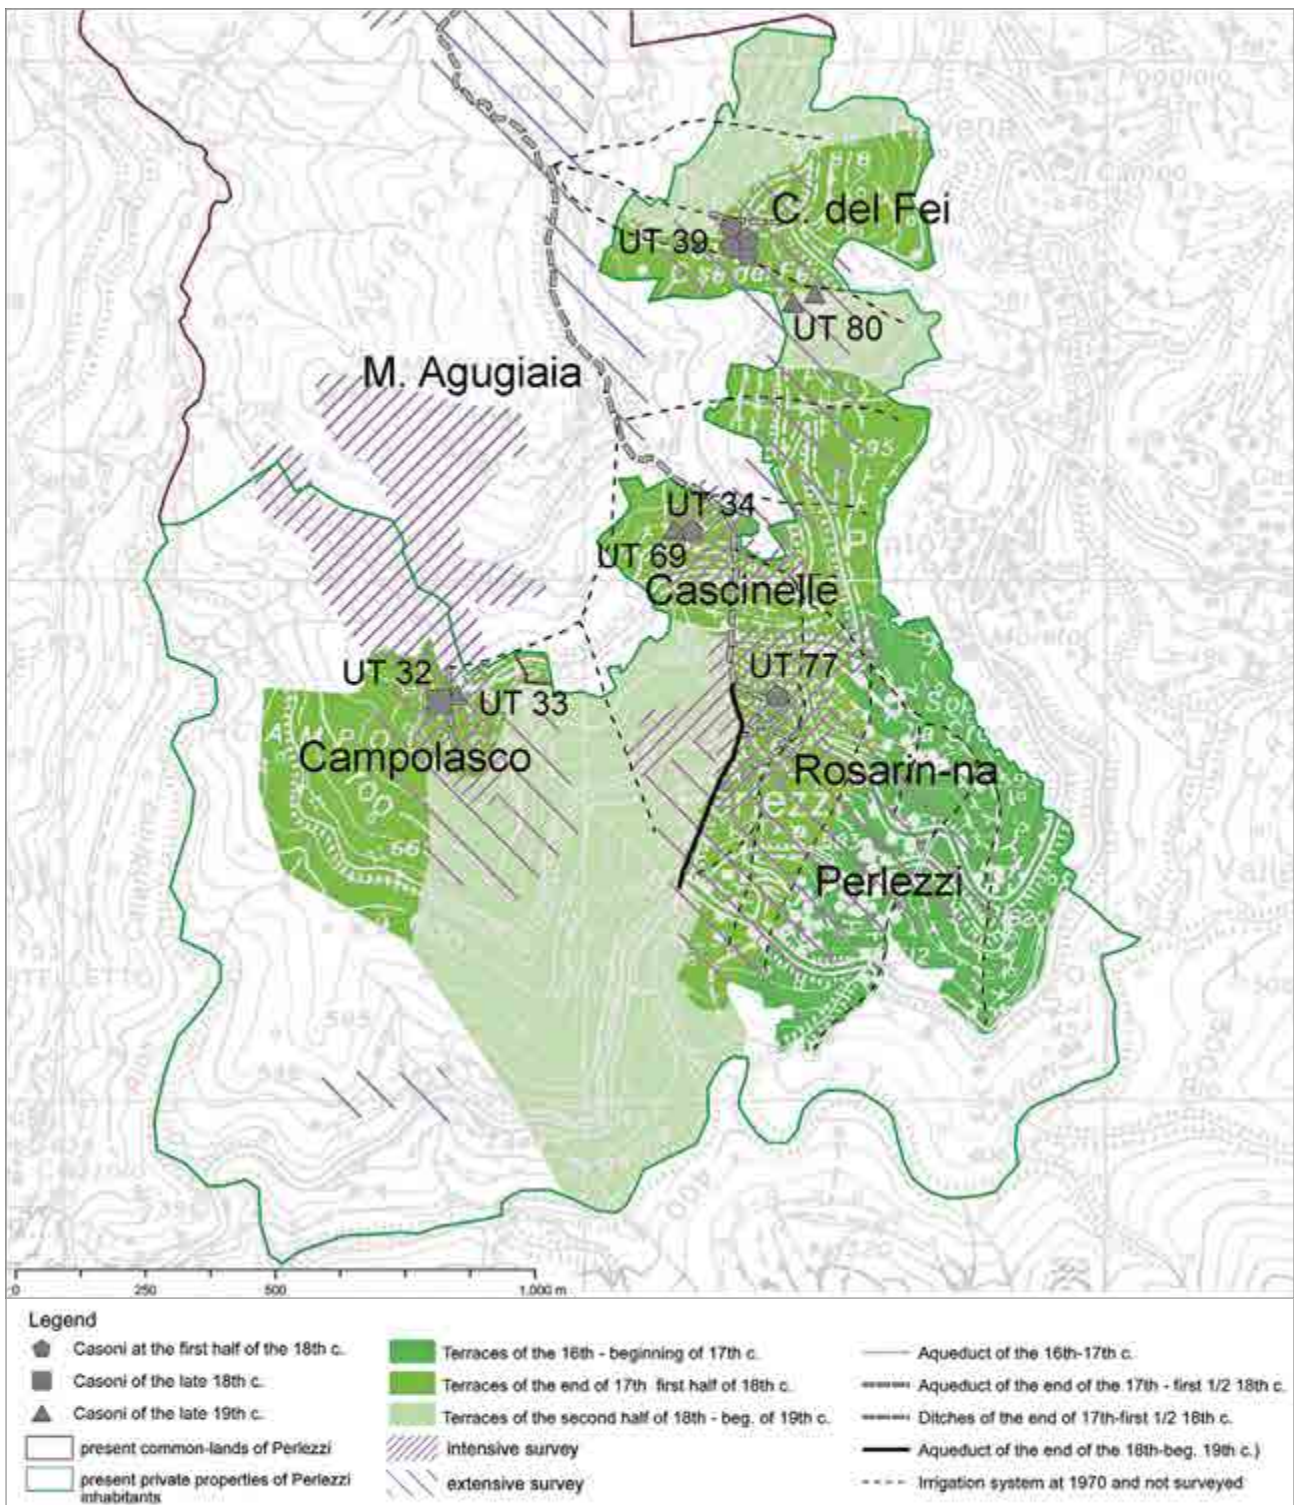 C. del Fei
UT 39
UT 80
M. Agugiaia
UT 34
UT 69
Cascinelle
595
UT 32
UT 33
UT 77
Campolasco
Rosarin-na
700
Perlezzi
595
0 250 500 1.000 m
Legend
Casoni at the first half of the 18th c.
Casoni of the late 18th c.
Casoni of the late 19th c.
present common-lands of Perlezzi
present private properties of Perlezzi
inhabitants
Terraces of the 16th - beginning of 17th c.
Terraces of the end of 17th first half of 18th c.
Terraces of the second half of 18th - beg. of 19th c.
intensive survey
extensive survey
Aqueduct of the 16th-17th c.
Aqueduct of the end of the 17th - first 1/2 18th c.
Ditches of the end of 17th-first 1/2 18th c.
Aqueduct of the end of the 18th-beg. 19th c.)
Irrigation system at 1970 and not surveyed